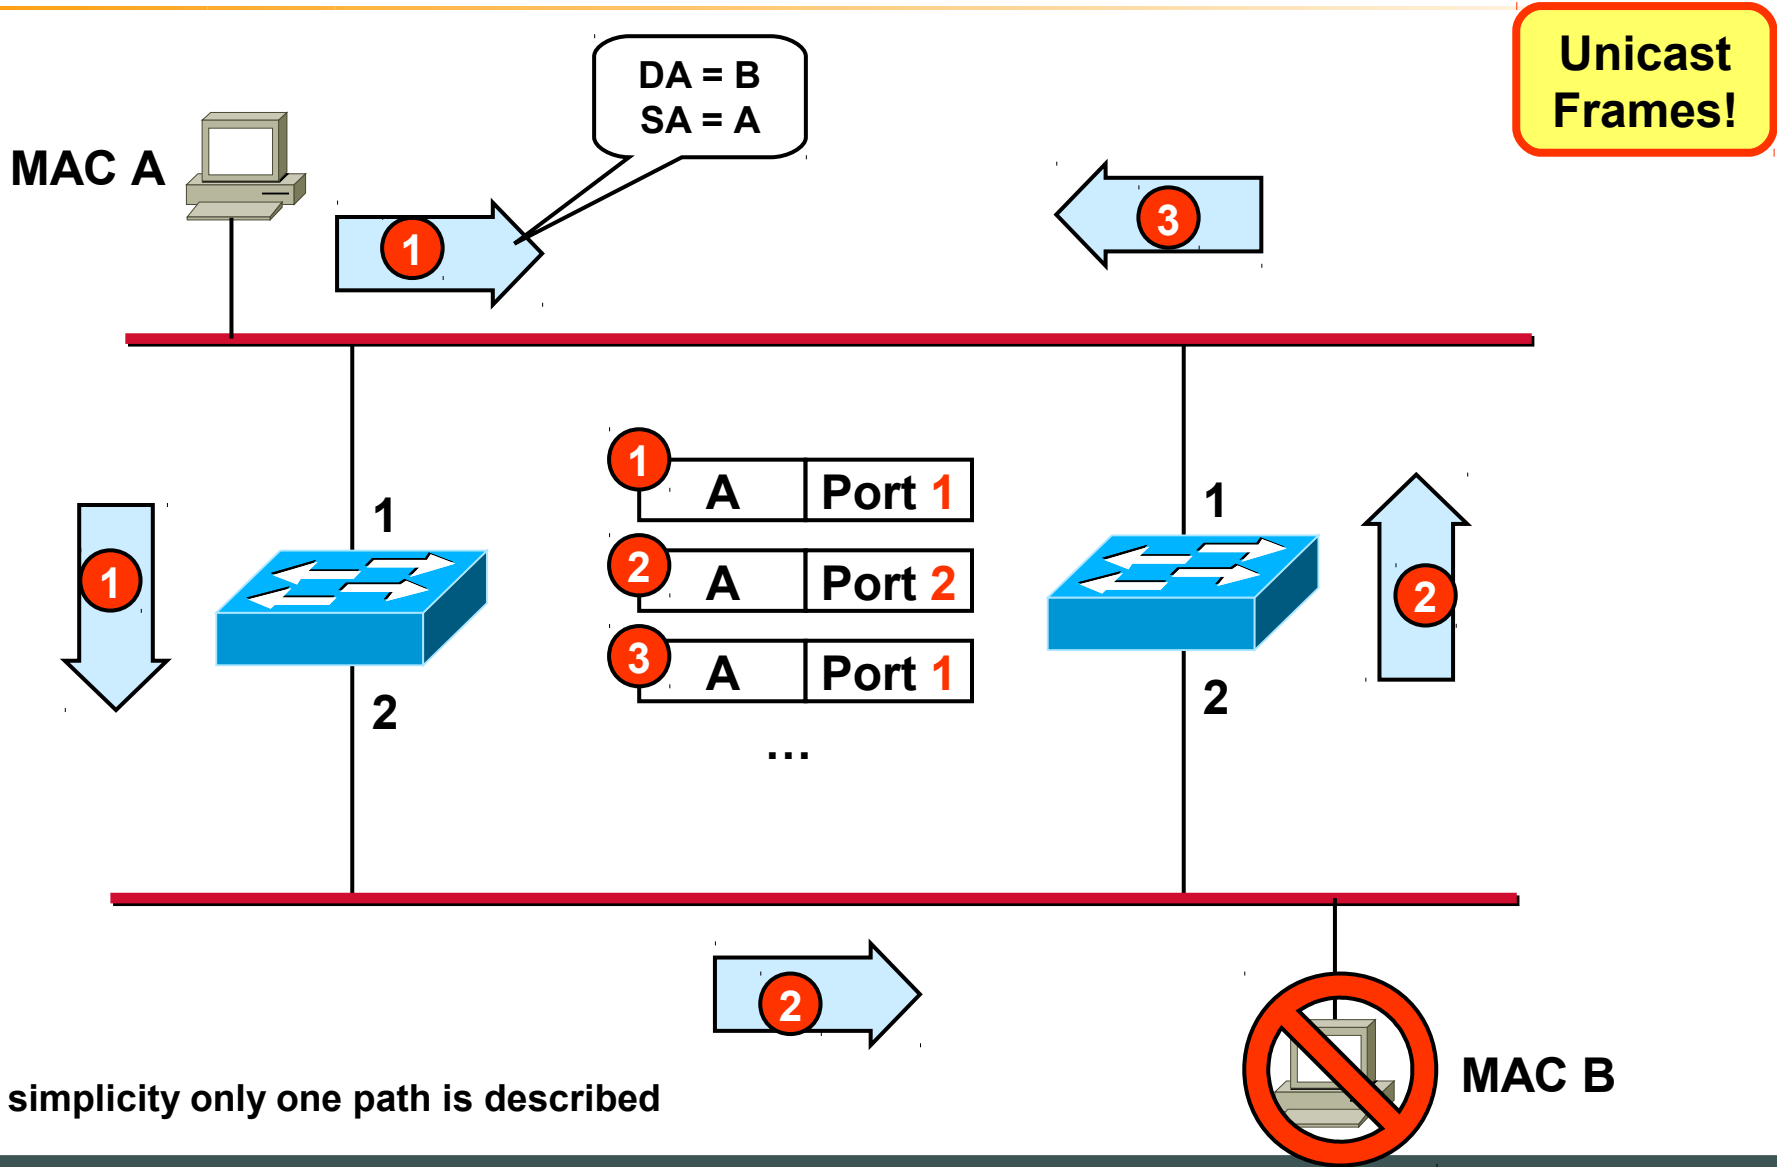 Unicast
Frames!
DA = B
SA = A
MAC A
1
3
1
A Port 1
1
1
1
2
A Port 2
2
3
A Port 1
2
2
…
2
MAC B
simplicity only one path is described